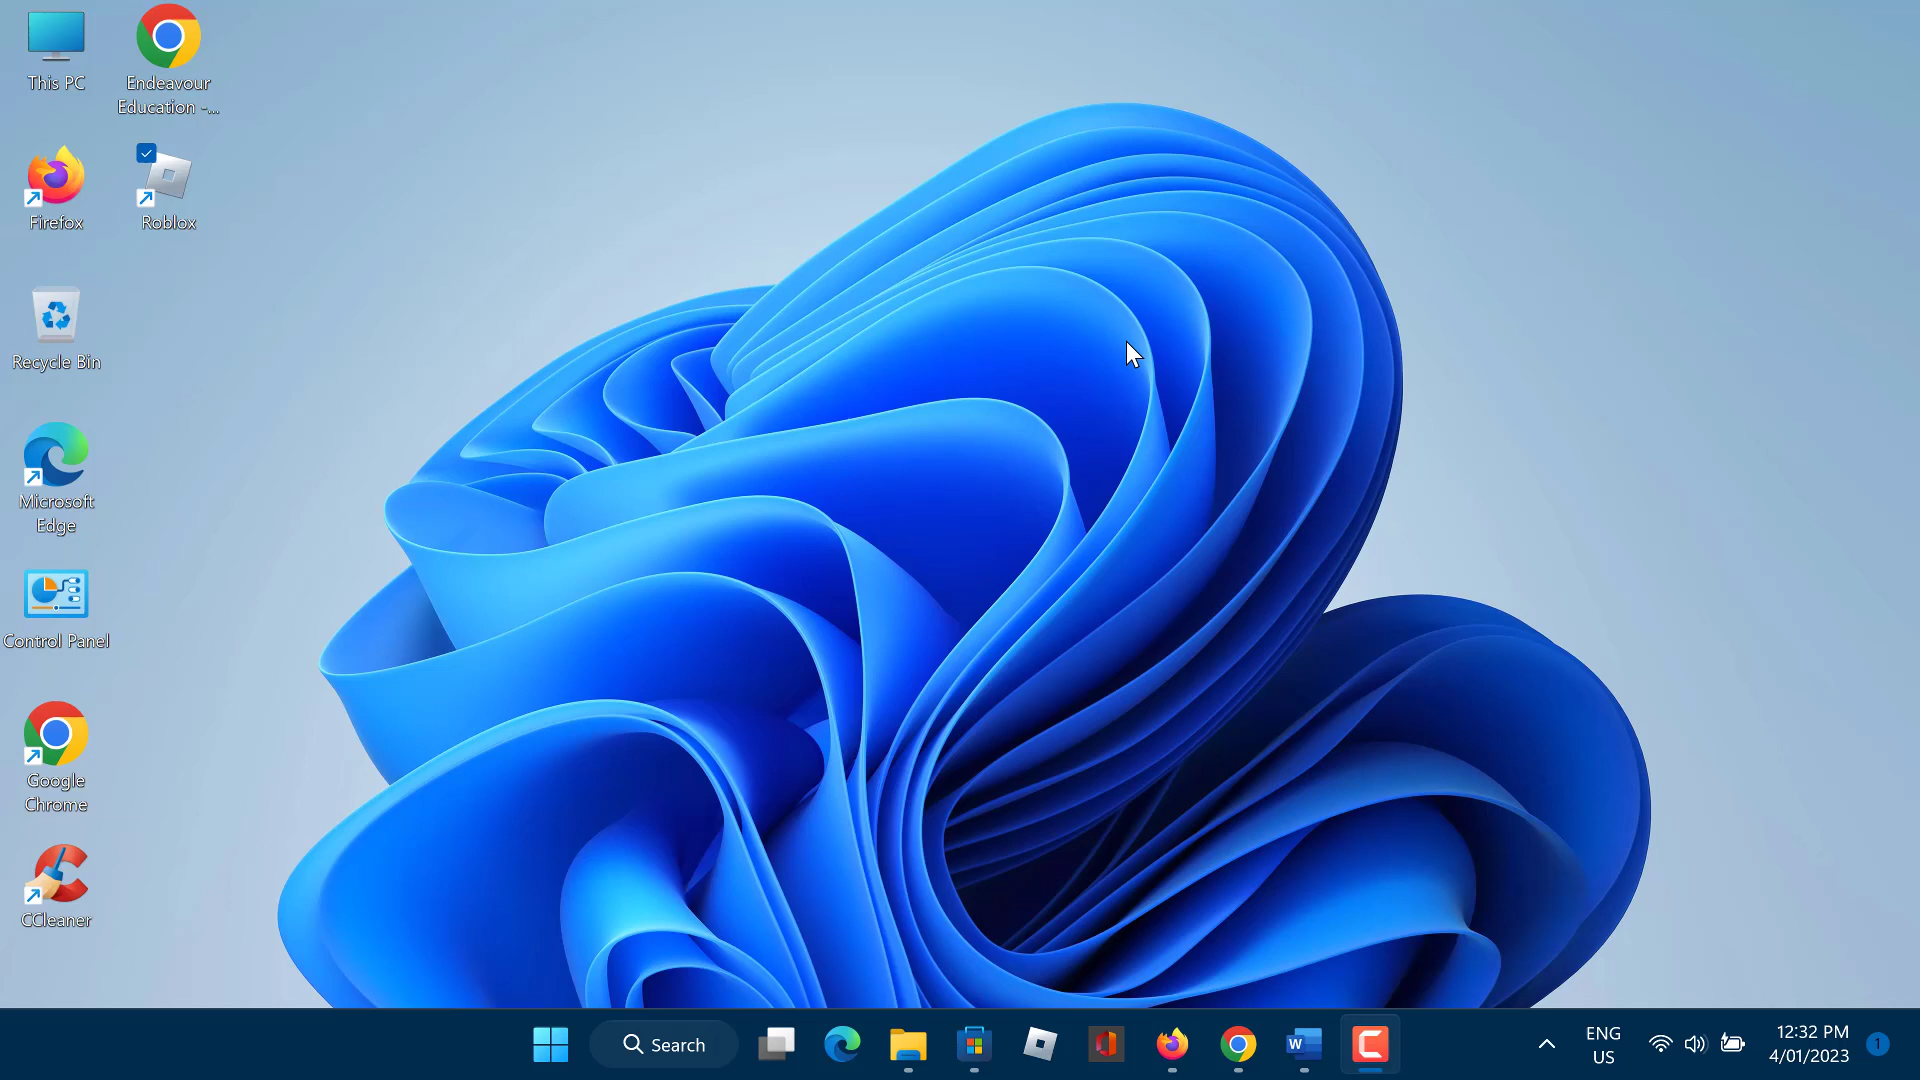 This PC
Endeavour
Education -...
Firefox
Roblox
Recycle Bin
Microsoft
Edge
Control Panel
Google
Chrome
CCleaner
Search
W
ENG
US
12:32 PM
4/01/2023
1